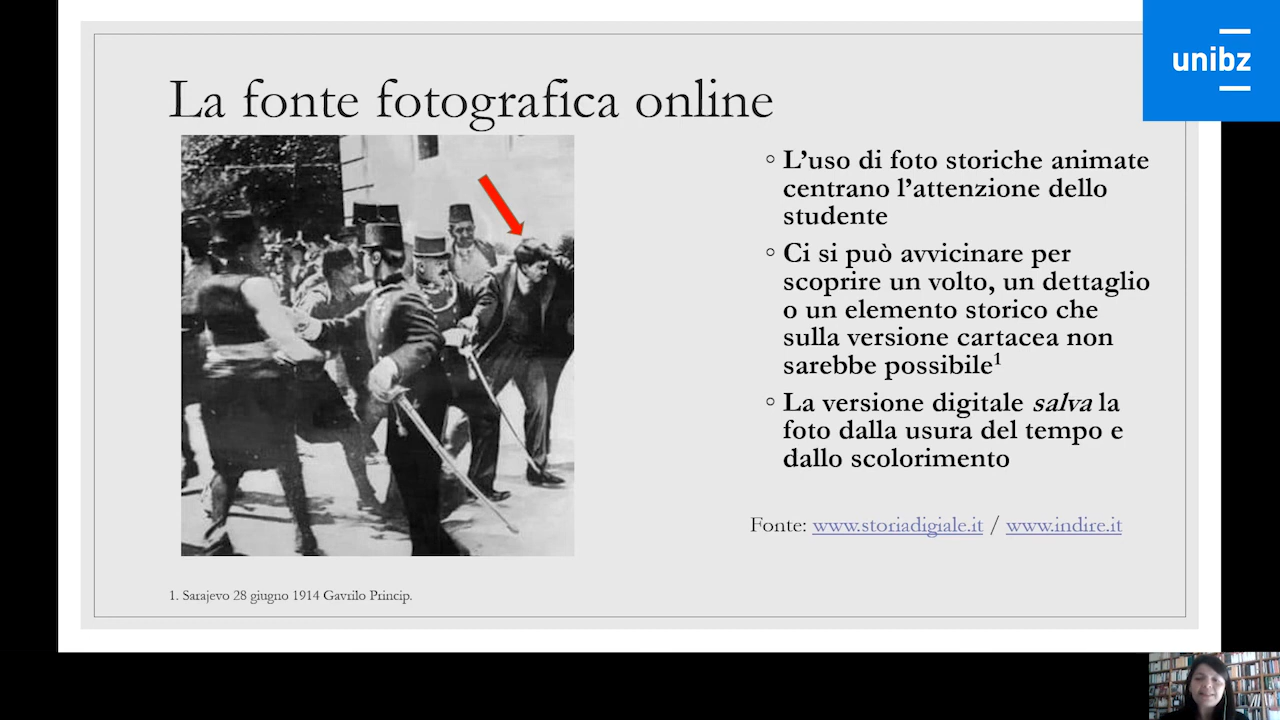 unibz
La fonte fotografica online
◦ L’uso di foto storiche animate
centrano l’attenzione dello
studente
◦ Ci si può avvicinare per
scoprire un volto, un dettaglio
o un elemento storico che
sulla versione cartacea non
sarebbe possibile¹
◦ La versione digitale salva la
foto dalla usura del tempo e
dallo scolorimento
Fonte: www.storiadigiale.it / www.indire.it
1. Sarajevo 28 giugno 1914 Gavrilo Princip.